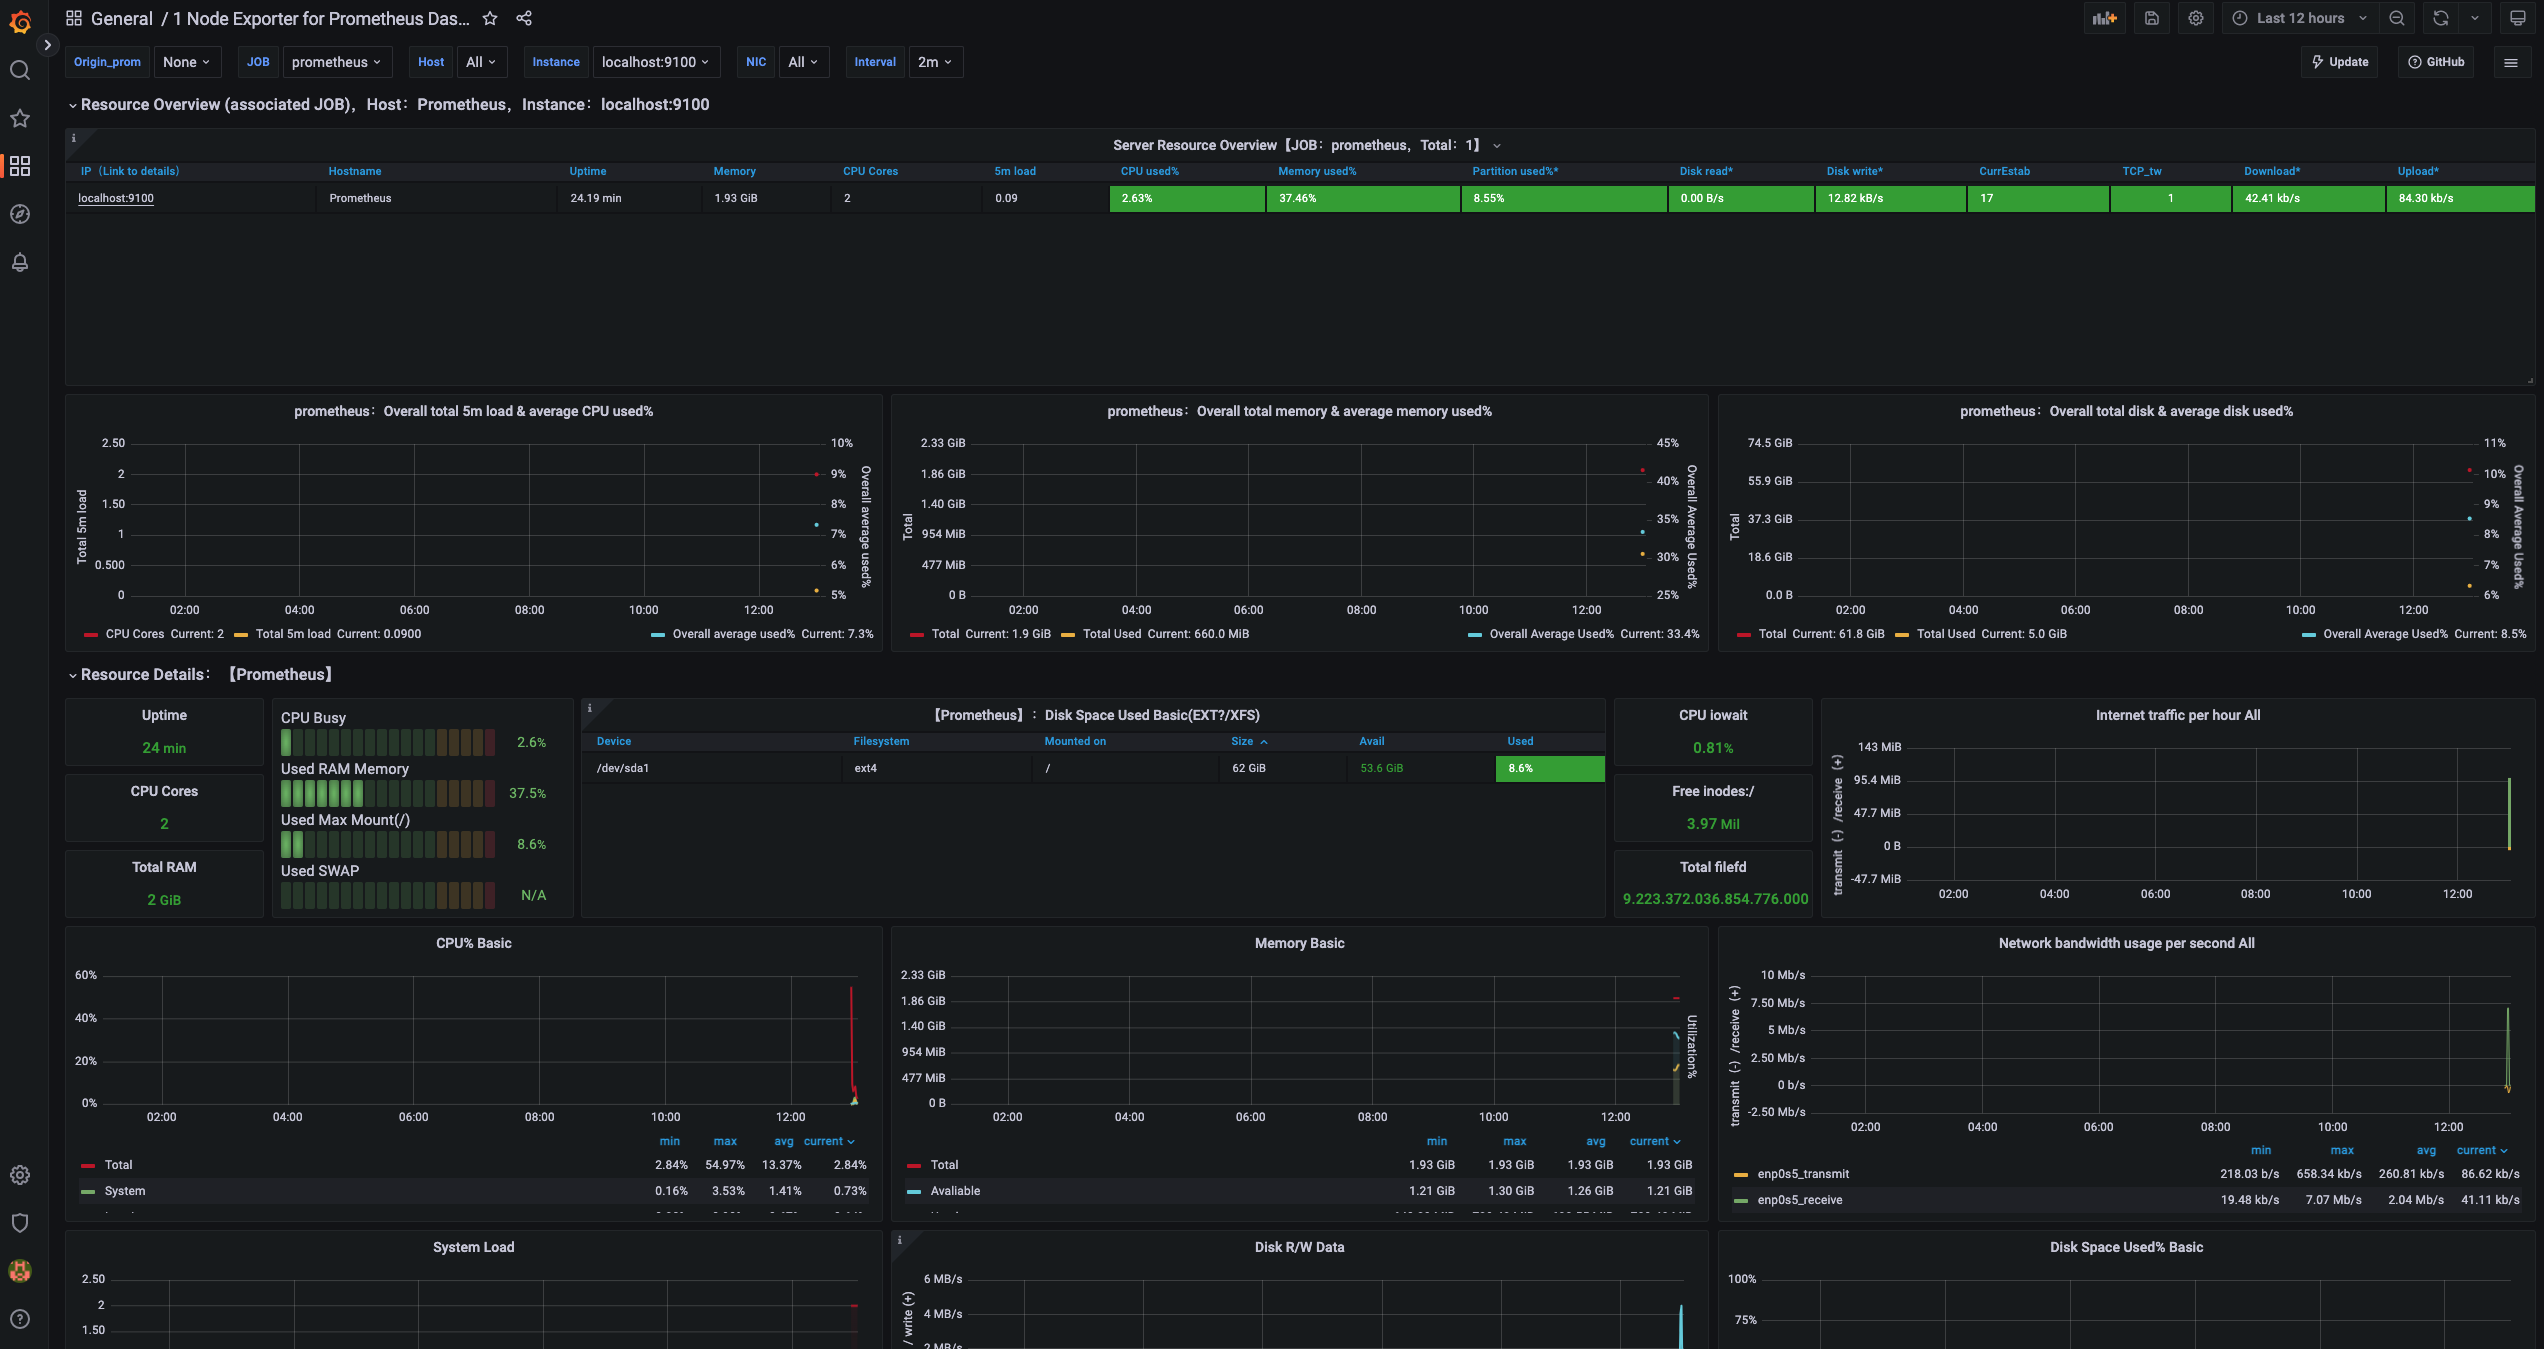 General / 1 Node Exporter for Prometheus Das...
Last 12 hours
Origin_prom None JOB prometheus Host All Instance localhost:9100 NIC All Interval 2m Update GitHub
Resource Overview (associated JOB)，Host：Prometheus，Instance：localhost:9100
Server Resource Overview【JOB：prometheus，Total：1】
IP（Link to details) Hostname Uptime Memory CPU Cores 5m load CPU used% Memory used% Partition used%* Disk read* Disk write* CurrEstab TCP_tw Download* Upload*
localhost:9100 Prometheus 24.19 min 1.93 GiB 2 0.09 2.63% 37.46% 8.55% 0.00 B/s 12.82 kB/s 17 1 42.41 kb/s 84.30 kb/s
prometheus：Overall total 5m load & average CPU used%
Total 5m load
2.50
2
1.50
1
0.500
0
10%
9%
8%
7%
6%
5%
Overall average used%
02:00 04:00 06:00 08:00 10:00 12:00
CPU Cores Current: 2 Total 5m load Current: 0.0900 Overall average used% Current: 7.3%
prometheus：Overall total memory & average memory used%
Total
2.33 GiB
1.86 GiB
1.40 GiB
954 MiB
477 MiB
0 B
45%
40%
35%
30%
25%
Overall Average Used%
02:00 04:00 06:00 08:00 10:00 12:00
Total Current: 1.9 GiB Total Used Current: 660.0 MiB Overall Average Used% Current: 33.4%
prometheus：Overall total disk & average disk used%
Total
74.5 GiB
55.9 GiB
37.3 GiB
18.6 GiB
0.0 B
11%
10%
9%
8%
7%
6%
Overall Average Used%
02:00 04:00 06:00 08:00 10:00 12:00
Total Current: 61.8 GiB Total Used Current: 5.0 GiB Overall Average Used% Current: 8.5%
Resource Details：【Prometheus】
Uptime
24 min
CPU Cores
2
Total RAM
2 GiB
CPU Busy
2.6%
Used RAM Memory
37.5%
Used Max Mount(/)
8.6%
Used SWAP
N/A
【Prometheus】：Disk Space Used Basic(EXT?/XFS)
Device Filesystem Mounted on Size Avail Used
/dev/sda1 ext4 / 62 GiB 53.6 GiB 8.6%
CPU iowait
0.81%
Free inodes:/
3.97 Mil
Total filefd
9.223.372.036.854.776.000
Internet traffic per hour All
transmit（-）/receive（+）
143 MiB
95.4 MiB
47.7 MiB
0 B
-47.7 MiB
02:00 04:00 06:00 08:00 10:00 12:00
CPU% Basic
60%
40%
20%
0%
02:00 04:00 06:00 08:00 10:00 12:00
min max avg current
Total 2.84% 54.97% 13.37% 2.84%
System 0.16% 3.53% 1.41% 0.73%
Memory Basic
2.33 GiB
1.86 GiB
1.40 GiB
954 MiB
477 MiB
0 B
Utilization%
02:00 04:00 06:00 08:00 10:00 12:00
min max avg current
Total 1.93 GiB 1.93 GiB 1.93 GiB 1.93 GiB
Avaliable 1.21 GiB 1.30 GiB 1.26 GiB 1.21 GiB
Network bandwidth usage per second All
transmit（-）/receive（+）
10 Mb/s
7.50 Mb/s
5 Mb/s
2.50 Mb/s
0 b/s
-2.50 Mb/s
02:00 04:00 06:00 08:00 10:00 12:00
min max avg current
enp0s5_transmit 218.03 b/s 658.34 kb/s 260.81 kb/s 86.62 kb/s
enp0s5_receive 19.48 kb/s 7.07 Mb/s 2.04 Mb/s 41.11 kb/s
System Load
2.50
2
1.50
Disk R/W Data
/ write (+)
6 MB/s
4 MB/s
2 MB/s
Disk Space Used% Basic
100%
75%